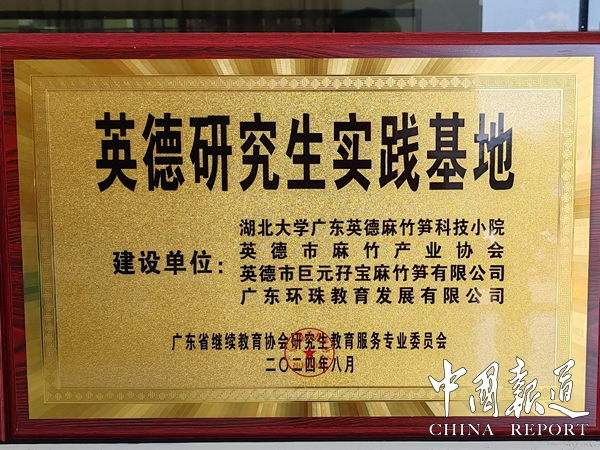 英德研究生实践基地
建设单位：
湖北大学广东英德麻竹笋科技小院
英德市麻竹产业协会
英德市巨元孖宝麻竹笋有限公司
广东环珠教育发展有限公司
广东省继续教育协会研究生教育服务专业委员会
二〇二四年八月
中國報道
CHINA REPORT